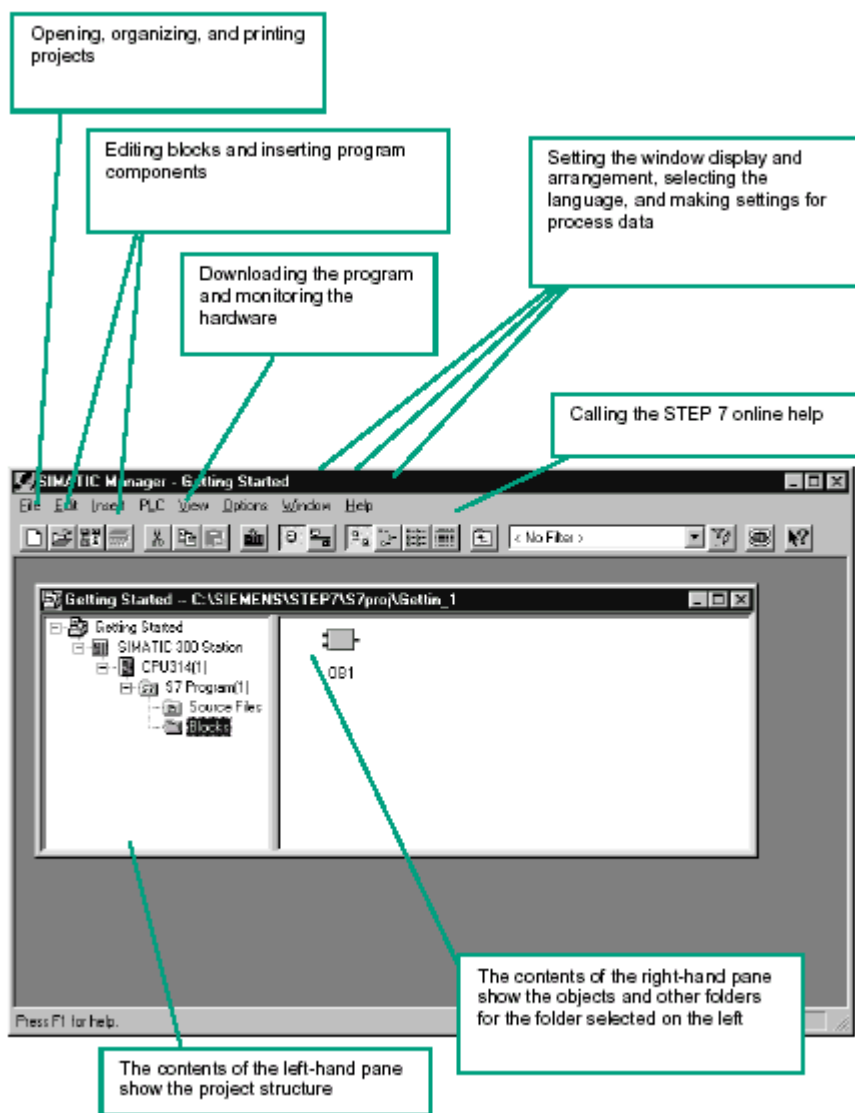 Opening, organizing, and printing
projects
Editing blocks and inserting program
components
Setting the window display and
arrangement, selecting the
language, and making settings for
process data
Downloading the program
and monitoring the
hardware
Calling the STEP 7 online help
SIMATIC Manager - Getting Started
File Edit Insert PLC View Options Window Help
< No Filter >
Getting Started -- C:\SIEMENS\STEP7\S7proj\Gettin_1
Getting Started
SIMATIC 300 Station
CPU314(1)
S7 Program(1)
Source Files
Blocks
OB1
The contents of the right-hand pane
show the objects and other folders
for the folder selected on the left
Press F1 for help.
The contents of the left-hand pane
show the project structure